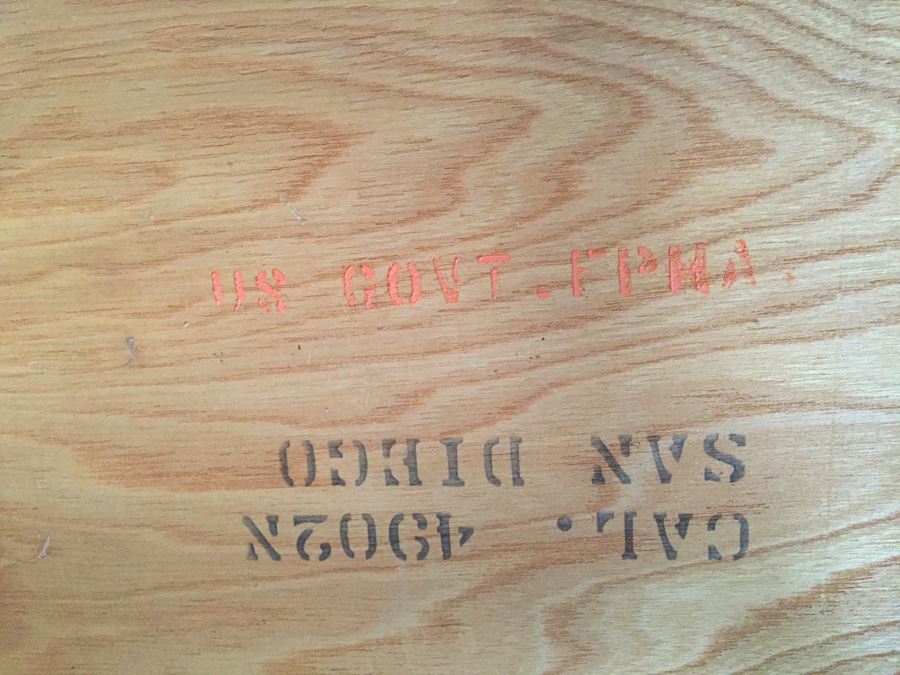 US GOVT.FPHA.
CAL. 4902N
SAN DIEGO